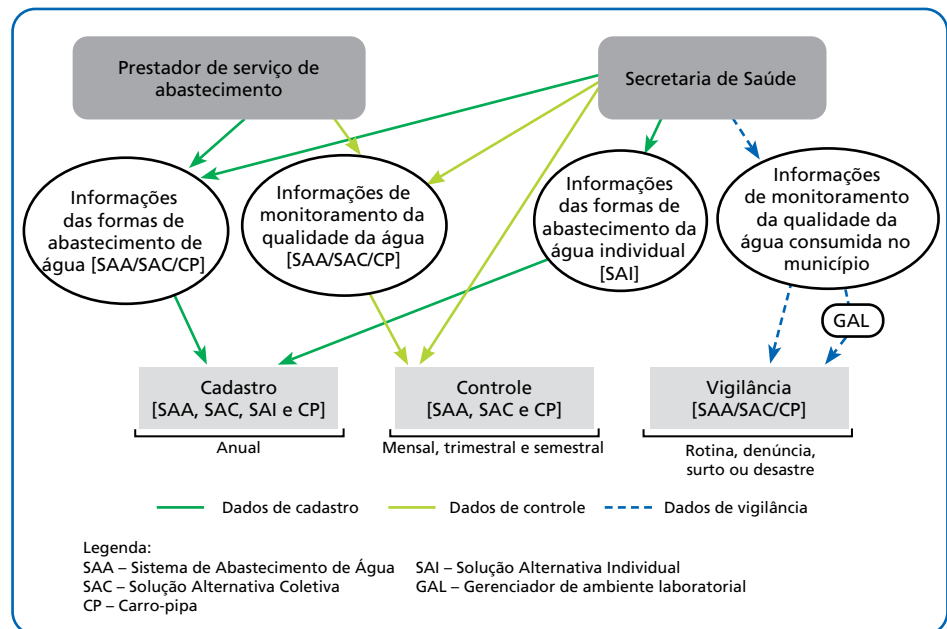 Prestador de serviço de
abastecimento
Secretaria de Saúde
Informações
das formas de
abastecimento de
água [SAA/SAC/CP]
Informações de
monitoramento da
qualidade da água
[SAA/SAC/CP]
Informações
das formas de
abastecimento da
água individual
[SAI]
Informações
de monitoramento
da qualidade da
água consumida no
município
GAL
Cadastro
[SAA, SAC, SAI e CP]
Controle
[SAA, SAC e CP]
Vigilância
[SAA/SAC/CP]
Anual
Mensal, trimestral e semestral
Rotina, denúncia,
surto ou desastre
Dados de cadastro
Dados de controle
Dados de vigilância
Legenda:
SAA – Sistema de Abastecimento de Água
SAI – Solução Alternativa Individual
SAC – Solução Alternativa Coletiva
GAL – Gerenciador de ambiente laboratorial
CP – Carro-pipa